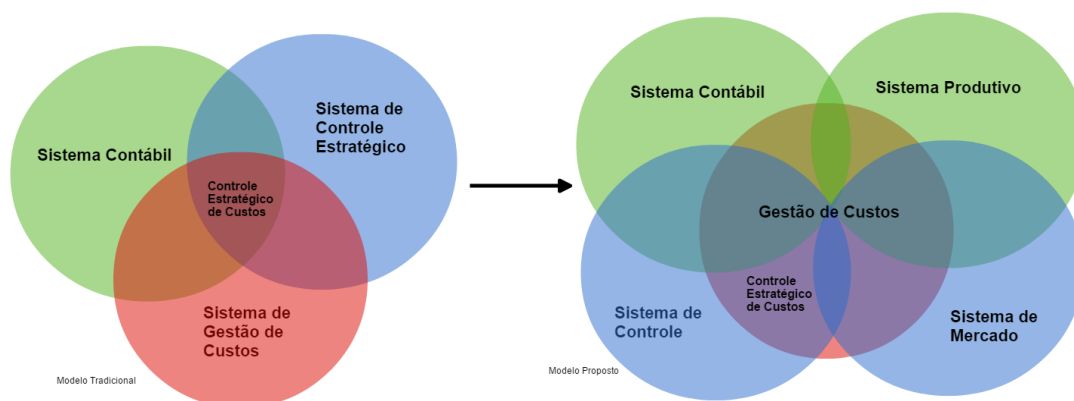 Sistema Contábil
Sistema de
Controle
Estratégico
Controle
Estratégico
de Custos
Sistema de
Gestão de
Custos
Modelo Tradicional
Sistema Contábil
Sistema Produtivo
Gestão de Custos
Controle
Estratégico
de Custos
Sistema de
Controle
Sistema de
Mercado
Modelo Proposto